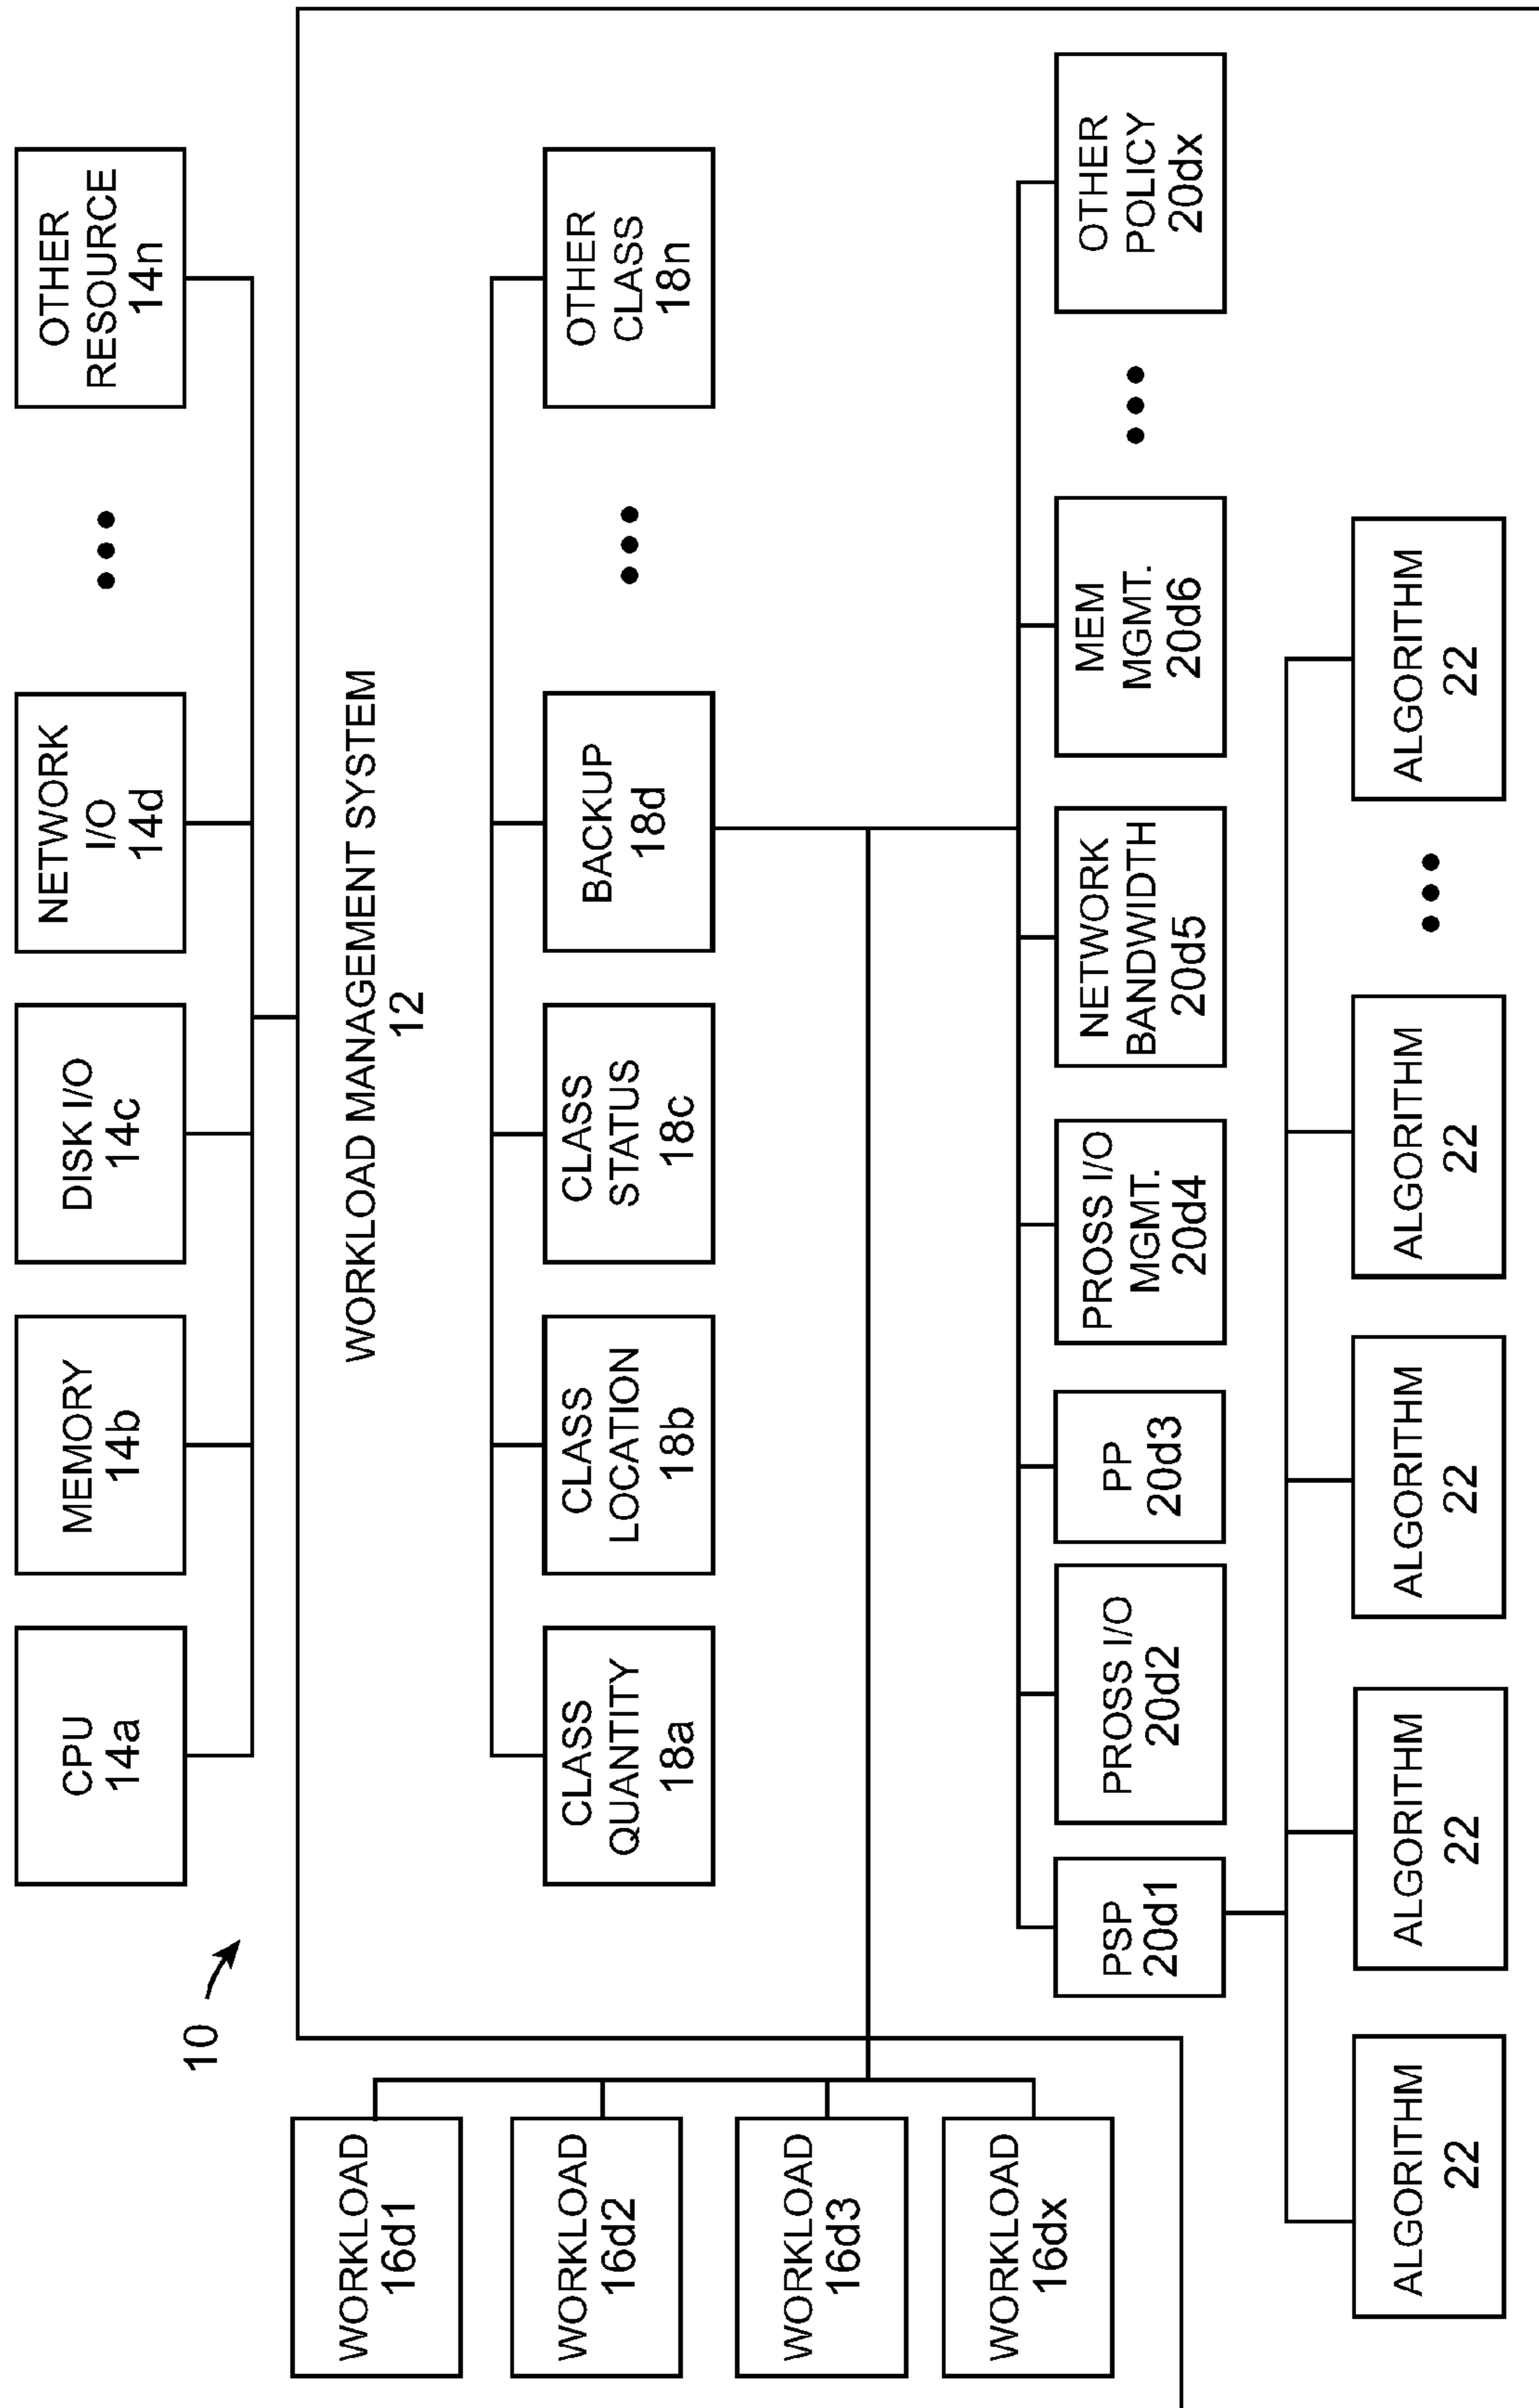 10
CPU
14a
MEMORY
14b
DISK I/O
14c
NETWORK
I/O
14d
OTHER
RESOURCE
14n
WORKLOAD MANAGEMENT SYSTEM
12
WORKLOAD
16d1
WORKLOAD
16d2
WORKLOAD
16d3
WORKLOAD
16dx
CLASS
QUANTITY
18a
CLASS
LOCATION
18b
CLASS
STATUS
18c
BACKUP
18d
OTHER
CLASS
18n
PSP
20d1
PROSS I/O
20d2
PP
20d3
PROSS I/O
MGMT.
20d4
NETWORK
BANDWIDTH
20d5
MEM
MGMT.
20d6
OTHER
POLICY
20dx
ALGORITHM
22
ALGORITHM
22
ALGORITHM
22
ALGORITHM
22
ALGORITHM
22